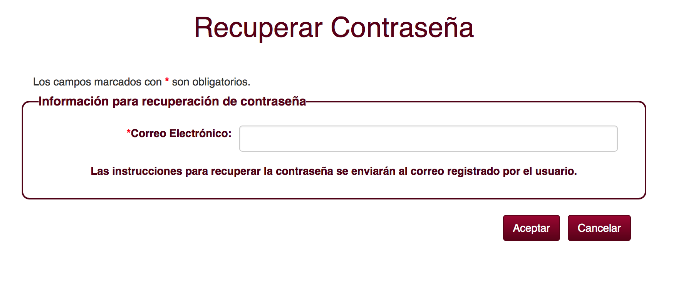 Recuperar Contraseña
Los campos marcados con * son obligatorios.
Información para recuperación de contraseña
*Correo Electrónico:
Las instrucciones para recuperar la contraseña se enviarán al correo registrado por el usuario.
Aceptar Cancelar